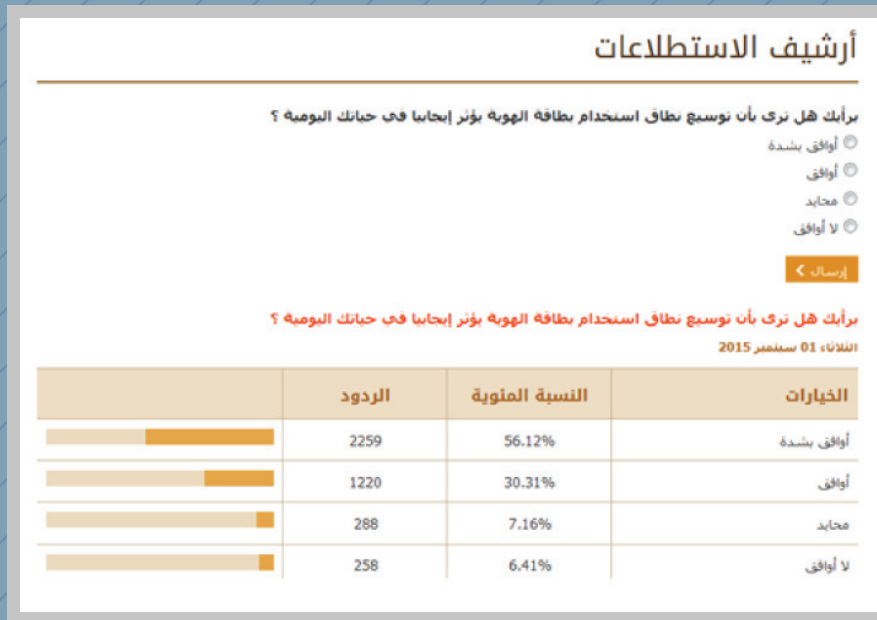 أرشيف الاستطلاعات
برأيك هل ترى بأن توسيع نطاق استخدام بطاقة الهوية يؤثر إيجابيا في حياتك اليومية ؟
أوافق بشدة
أوافق
محايد
لا أوافق
إرسال
برأيك هل ترى بأن توسيع نطاق استخدام بطاقة الهوية يؤثر إيجابيا في حياتك اليومية ؟
الثلاثاء 01 سبتمبر 2015
الخيارات النسبة المئوية الردود
أوافق بشدة 56.12% 2259
أوافق 30.31% 1220
محايد 7.16% 288
لا أوافق 6.41% 258